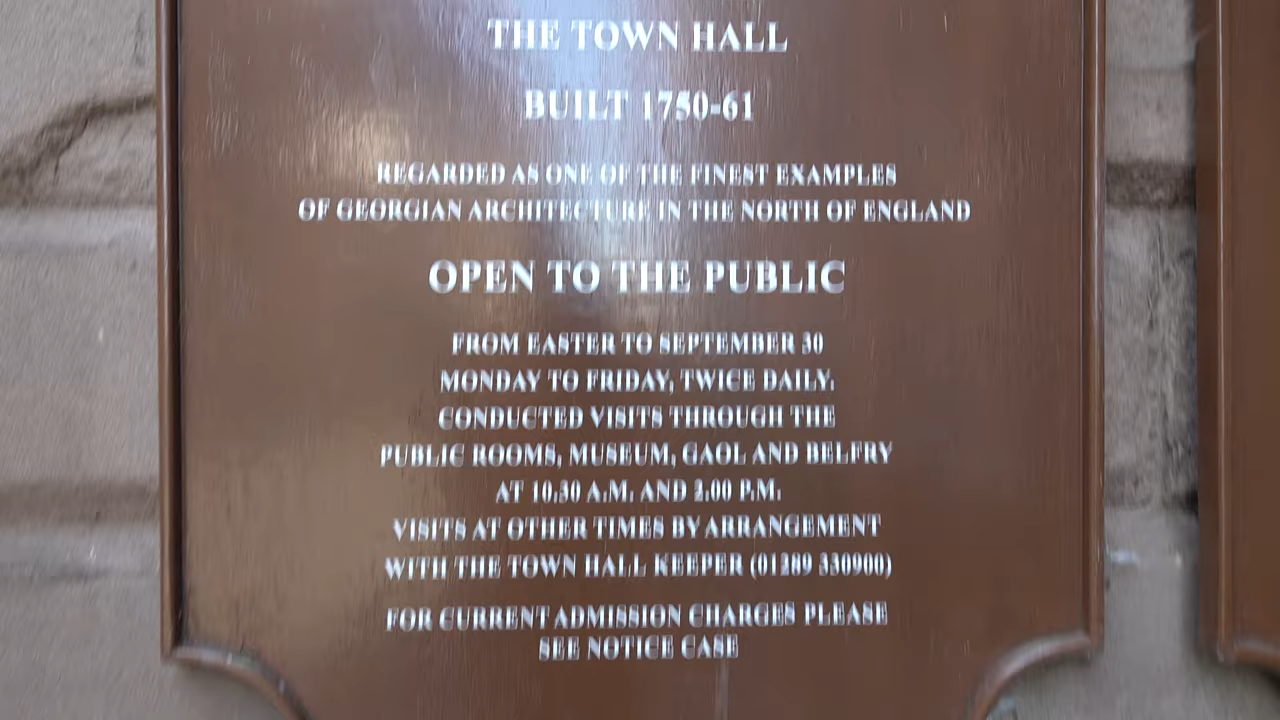 THE TOWN HALL
BUILT 1750-61
REGARDED AS ONE OF THE FINEST EXAMPLES
OF GEORGIAN ARCHITECTURE IN THE NORTH OF ENGLAND
OPEN TO THE PUBLIC
FROM EASTER TO SEPTEMBER 30
MONDAY TO FRIDAY, TWICE DAILY.
CONDUCTED VISITS THROUGH THE
PUBLIC ROOMS, MUSEUM, GAOL AND BELFRY
AT 10.30 A.M. AND 2.00 P.M.
VISITS AT OTHER TIMES BY ARRANGEMENT
WITH THE TOWN HALL KEEPER (01289 330900)
FOR CURRENT ADMISSION CHARGES PLEASE
SEE NOTICE CASE